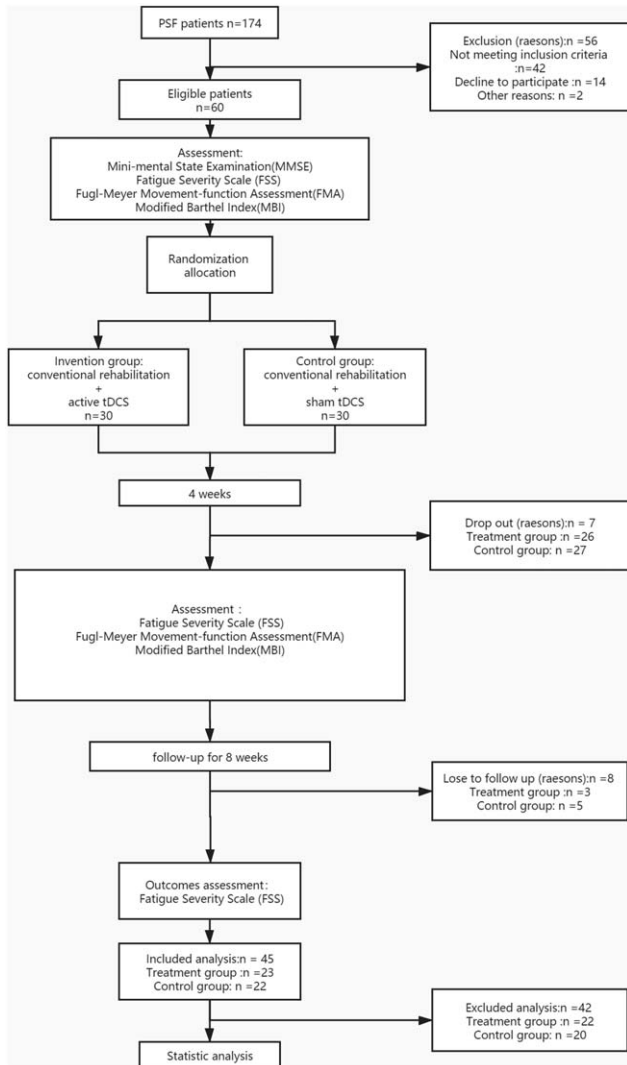 PSF patients n=174
Exclusion (raesons):n =56
Not meeting inclusion criteria
:n=42
Decline to participate :n =14
Other reasons: n =2
Eligible patients
n=60
Assessment:
Mini-mental State Examination(MMSE)
Fatigue Severity Scale (FSS)
Fugl-Meyer Movement-function Assessment(FMA)
Modified Barthel Index(MBI)
Randomization
allocation
Invention group:
conventional rehabilitation
+
active tDCS
n=30
Control group:
conventional rehabilitation
+
sham tDCS
n=30
4 weeks
Drop out (raesons):n = 7
Treatment group :n =26
Control group: n =27
Assessment :
Fatigue Severity Scale (FSS)
Fugl-Meyer Movement-function Assessment(FMA)
Modified Barthel Index(MBI)
follow-up for 8 weeks
Lose to follow up (raesons):n =8
Treatment group :n =3
Control group: n =5
Outcomes assessment:
Fatigue Severity Scale (FSS)
Included analysis:n = 45
Treatment group :n =23
Control group: n =22
Excluded analysis:n =42
Treatment group :n =22
Control group: n =20
Statistic analysis